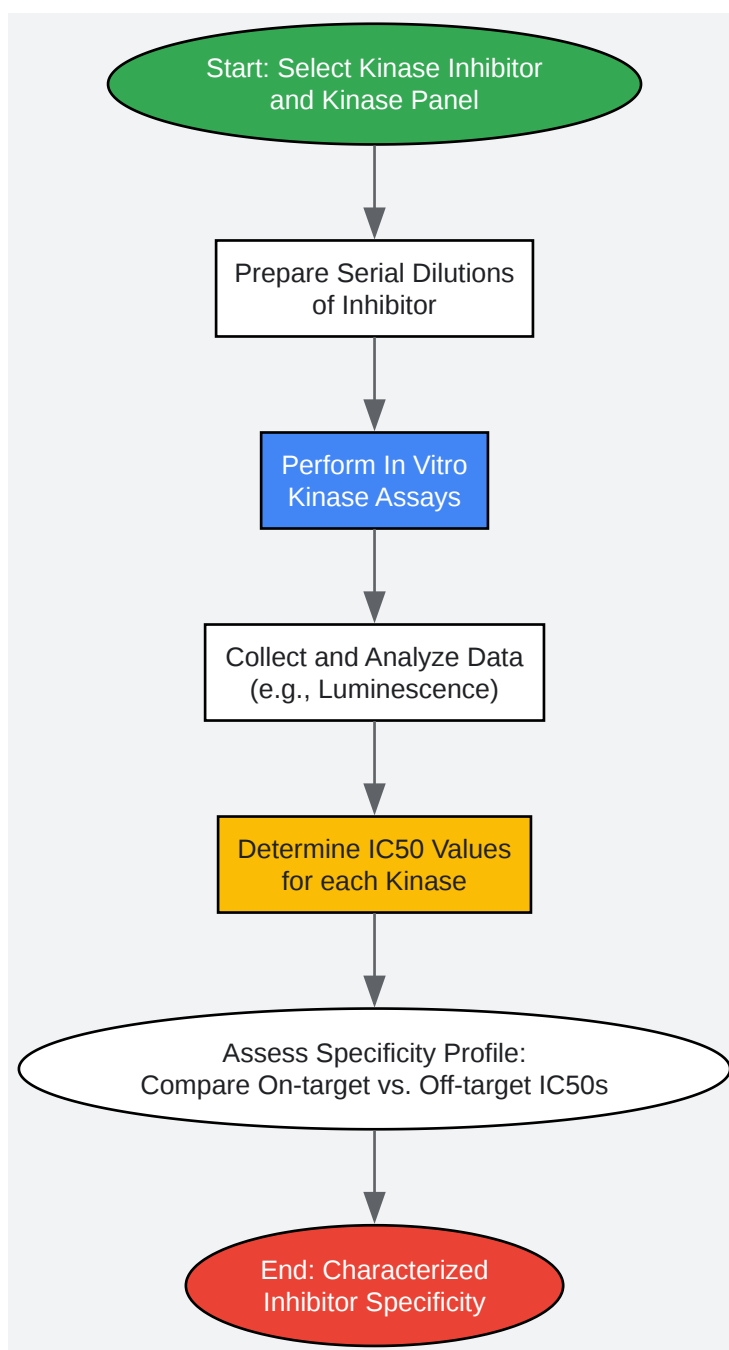 Start: Select Kinase Inhibitor
and Kinase Panel
Prepare Serial Dilutions
of Inhibitor
Perform In Vitro
Kinase Assays
Collect and Analyze Data
(e.g., Luminescence)
Determine IC50 Values
for each Kinase
Assess Specificity Profile:
Compare On-target vs. Off-target IC50s
End: Characterized
Inhibitor Specificity